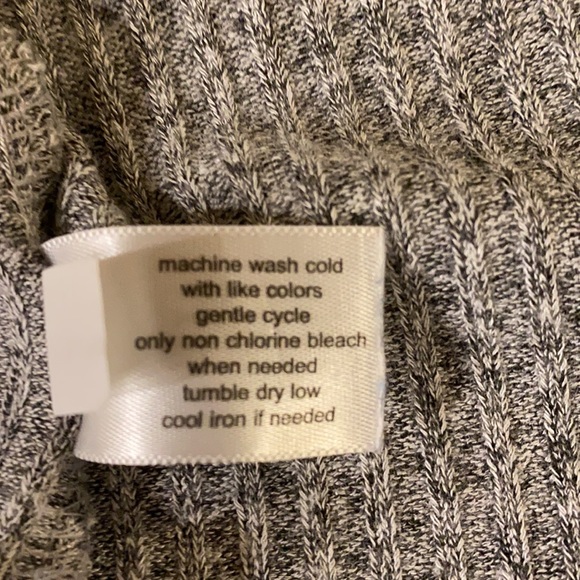 machine wash cold
with like colors
gentle cycle
only non chlorine bleach
when needed
tumble dry low
cool iron if needed